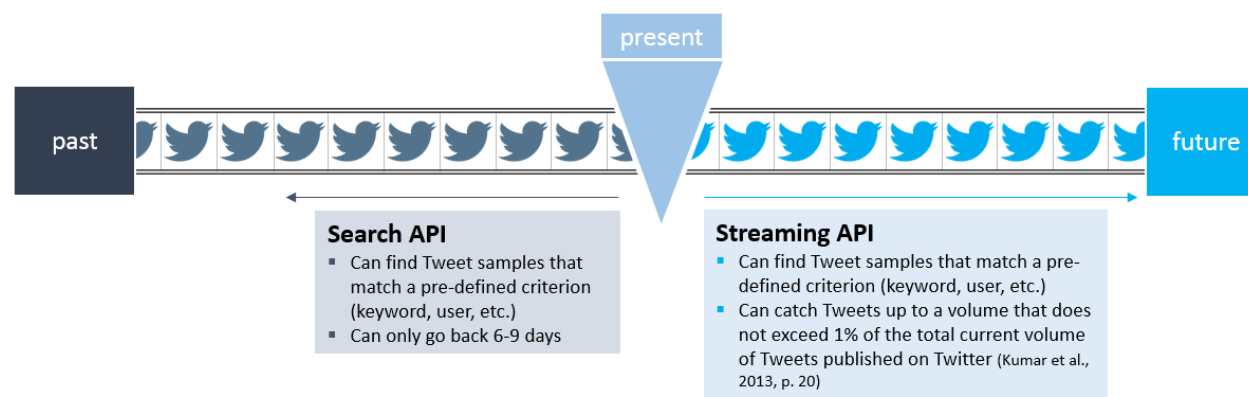 present
past
future
Search API
▪ Can find Tweet samples that
match a pre-defined criterion
(keyword, user, etc.)
▪ Can only go back 6-9 days
Streaming API
▪ Can find Tweet samples that match a pre-
defined criterion (keyword, user, etc.)
▪ Can catch Tweets up to a volume that does
not exceed 1% of the total current volume
of Tweets published on Twitter (Kumar et al.,
2013, p. 20)